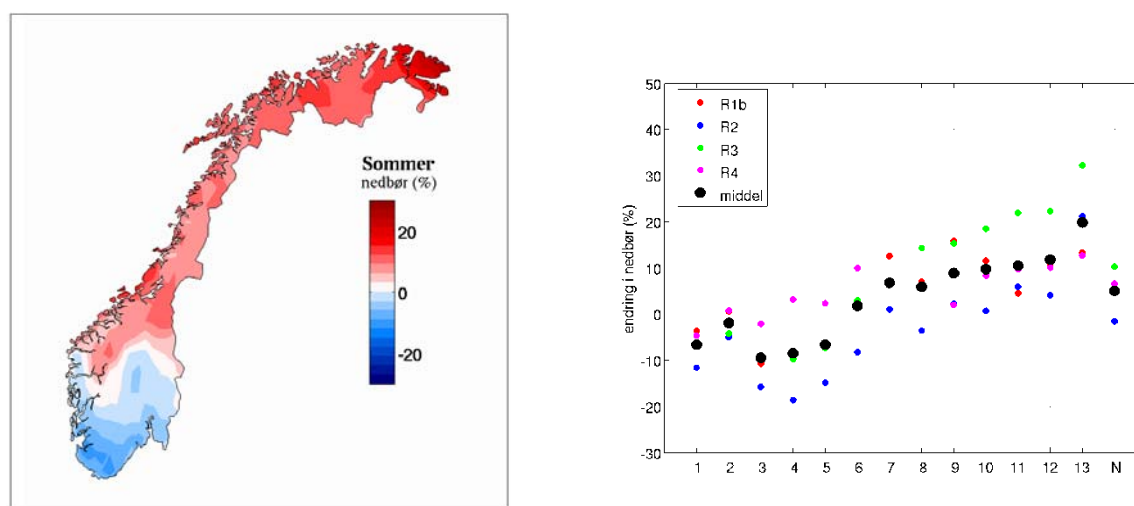 Sommer
nedbør (%)
20
0
-20
50
40
30
20
10
0
-10
-20
-30
endring i nedbør (%)
R1b
R2
R3
R4
middel
1 2 3 4 5 6 7 8 9 10 11 12 13 N